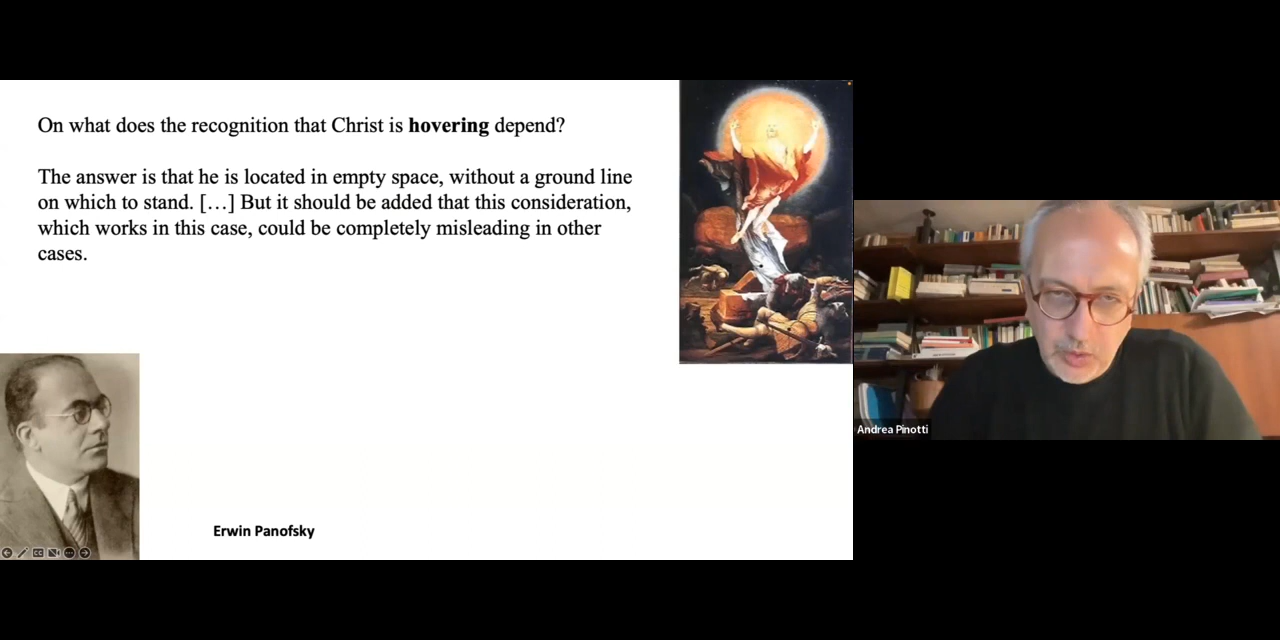 On what does the recognition that Christ is hovering depend?
The answer is that he is located in empty space, without a ground line
on which to stand. […] But it should be added that this consideration,
which works in this case, could be completely misleading in other
cases.
Andrea Pinotti
Erwin Panofsky